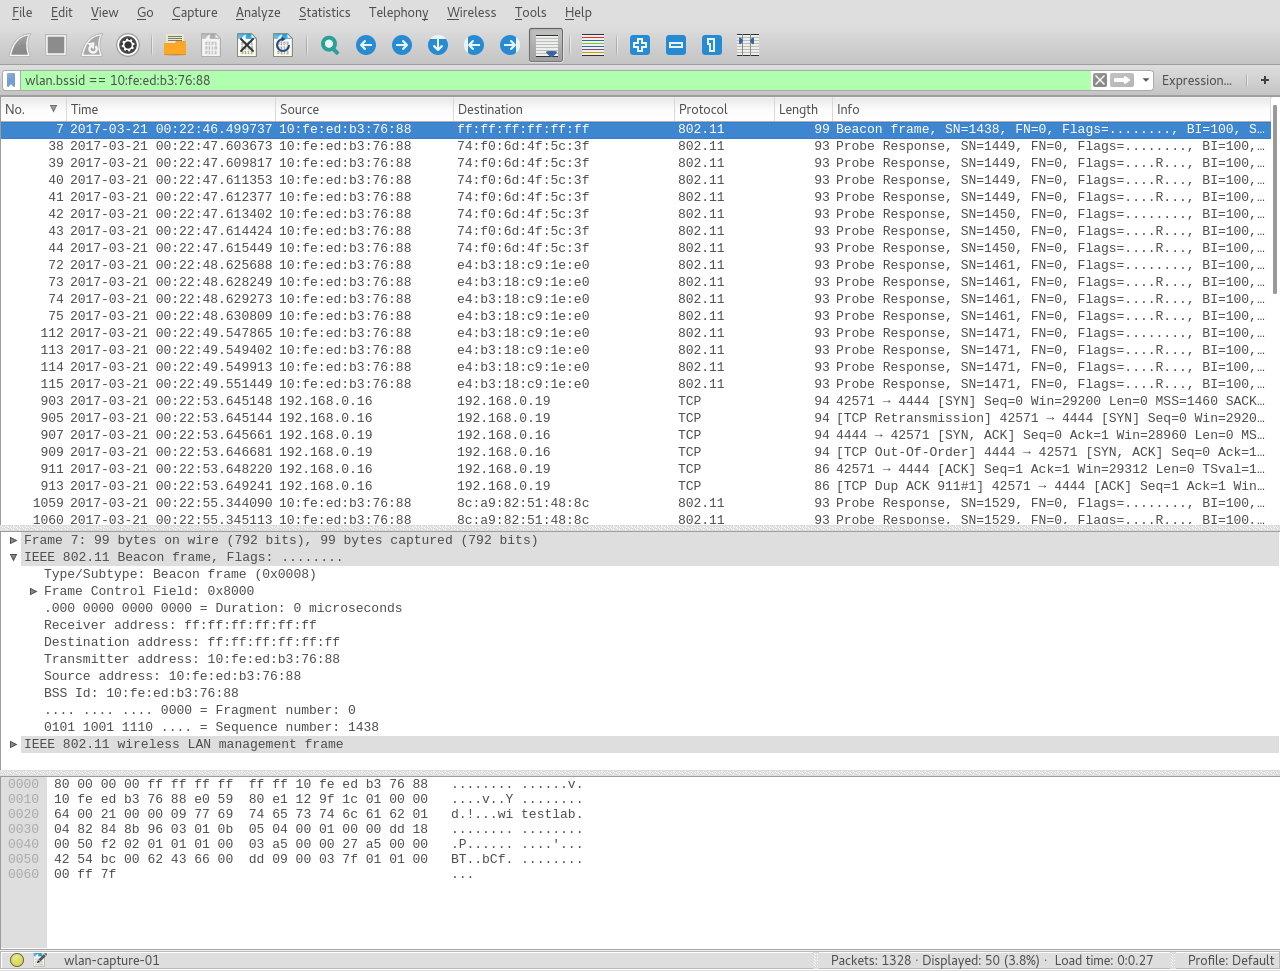 File Edit View Go Capture Analyze Statistics Telephony Wireless Tools Help
wlan.bssid == 10:fe:ed:b3:76:88 Expression... +
No. Time Source Destination Protocol Length Info
7 2017-03-21 00:22:46.499737 10:fe:ed:b3:76:88 ff:ff:ff:ff:ff:ff 802.11 99 Beacon frame, SN=1438, FN=0, Flags=........, BI=100, S…
38 2017-03-21 00:22:47.603673 10:fe:ed:b3:76:88 74:f0:6d:4f:5c:3f 802.11 93 Probe Response, SN=1449, FN=0, Flags=........, BI=100,…
39 2017-03-21 00:22:47.609817 10:fe:ed:b3:76:88 74:f0:6d:4f:5c:3f 802.11 93 Probe Response, SN=1449, FN=0, Flags=....R..., BI=100,…
40 2017-03-21 00:22:47.611353 10:fe:ed:b3:76:88 74:f0:6d:4f:5c:3f 802.11 93 Probe Response, SN=1449, FN=0, Flags=....R..., BI=100,…
41 2017-03-21 00:22:47.612377 10:fe:ed:b3:76:88 74:f0:6d:4f:5c:3f 802.11 93 Probe Response, SN=1449, FN=0, Flags=....R..., BI=100,…
42 2017-03-21 00:22:47.613402 10:fe:ed:b3:76:88 74:f0:6d:4f:5c:3f 802.11 93 Probe Response, SN=1450, FN=0, Flags=........, BI=100,…
43 2017-03-21 00:22:47.614424 10:fe:ed:b3:76:88 74:f0:6d:4f:5c:3f 802.11 93 Probe Response, SN=1450, FN=0, Flags=....R..., BI=100,…
44 2017-03-21 00:22:47.615449 10:fe:ed:b3:76:88 74:f0:6d:4f:5c:3f 802.11 93 Probe Response, SN=1450, FN=0, Flags=....R..., BI=100,…
72 2017-03-21 00:22:48.625688 10:fe:ed:b3:76:88 e4:b3:18:c9:1e:e0 802.11 93 Probe Response, SN=1461, FN=0, Flags=........, BI=100,…
73 2017-03-21 00:22:48.628249 10:fe:ed:b3:76:88 e4:b3:18:c9:1e:e0 802.11 93 Probe Response, SN=1461, FN=0, Flags=....R..., BI=100,…
74 2017-03-21 00:22:48.629273 10:fe:ed:b3:76:88 e4:b3:18:c9:1e:e0 802.11 93 Probe Response, SN=1461, FN=0, Flags=....R..., BI=100,…
75 2017-03-21 00:22:48.630809 10:fe:ed:b3:76:88 e4:b3:18:c9:1e:e0 802.11 93 Probe Response, SN=1461, FN=0, Flags=....R..., BI=100,…
112 2017-03-21 00:22:49.547865 10:fe:ed:b3:76:88 e4:b3:18:c9:1e:e0 802.11 93 Probe Response, SN=1471, FN=0, Flags=........, BI=100,…
113 2017-03-21 00:22:49.549402 10:fe:ed:b3:76:88 e4:b3:18:c9:1e:e0 802.11 93 Probe Response, SN=1471, FN=0, Flags=....R..., BI=100,…
114 2017-03-21 00:22:49.549913 10:fe:ed:b3:76:88 e4:b3:18:c9:1e:e0 802.11 93 Probe Response, SN=1471, FN=0, Flags=....R..., BI=100,…
115 2017-03-21 00:22:49.551449 10:fe:ed:b3:76:88 e4:b3:18:c9:1e:e0 802.11 93 Probe Response, SN=1471, FN=0, Flags=....R..., BI=100,…
903 2017-03-21 00:22:53.645148 192.168.0.16 192.168.0.19 TCP 94 42571 → 4444 [SYN] Seq=0 Win=29200 Len=0 MSS=1460 SACK…
905 2017-03-21 00:22:53.645144 192.168.0.16 192.168.0.19 TCP 94 [TCP Retransmission] 42571 → 4444 [SYN] Seq=0 Win=2920…
907 2017-03-21 00:22:53.645661 192.168.0.19 192.168.0.16 TCP 94 4444 → 42571 [SYN, ACK] Seq=0 Ack=1 Win=28960 Len=0 MS…
909 2017-03-21 00:22:53.646681 192.168.0.19 192.168.0.16 TCP 94 [TCP Out-Of-Order] 4444 → 42571 [SYN, ACK] Seq=0 Ack=1…
911 2017-03-21 00:22:53.648220 192.168.0.16 192.168.0.19 TCP 86 42571 → 4444 [ACK] Seq=1 Ack=1 Win=29312 Len=0 TSval=1…
913 2017-03-21 00:22:53.649241 192.168.0.16 192.168.0.19 TCP 86 [TCP Dup ACK 911#1] 42571 → 4444 [ACK] Seq=1 Ack=1 Win…
1059 2017-03-21 00:22:55.344090 10:fe:ed:b3:76:88 8c:a9:82:51:48:8c 802.11 93 Probe Response, SN=1529, FN=0, Flags=........, BI=100,…
1060 2017-03-21 00:22:55.345113 10:fe:ed:b3:76:88 8c:a9:82:51:48:8c 802.11 93 Probe Response, SN=1529, FN=0, Flags=....R..., BI=100,…
Frame 7: 99 bytes on wire (792 bits), 99 bytes captured (792 bits)
IEEE 802.11 Beacon frame, Flags: ........
Type/Subtype: Beacon frame (0x0008)
Frame Control Field: 0x8000
.000 0000 0000 0000 = Duration: 0 microseconds
Receiver address: ff:ff:ff:ff:ff:ff
Destination address: ff:ff:ff:ff:ff:ff
Transmitter address: 10:fe:ed:b3:76:88
Source address: 10:fe:ed:b3:76:88
BSS Id: 10:fe:ed:b3:76:88
.... .... .... 0000 = Fragment number: 0
0101 1001 1110 .... = Sequence number: 1438
IEEE 802.11 wireless LAN management frame
0000 80 00 00 00 ff ff ff ff ff ff 10 fe ed b3 76 88 ........ ......v.
0010 10 fe ed b3 76 88 e0 59 80 e1 12 9f 1c 01 00 00 ....v..Y ........
0020 64 00 21 00 00 09 77 69 74 65 73 74 6c 61 62 01 d.!...wi testlab.
0030 04 82 84 8b 96 03 01 0b 05 04 00 01 00 00 dd 18 ........ ........
0040 00 50 f2 02 01 01 01 00 03 a5 00 00 27 a5 00 00 .P...... ....'...
0050 42 54 bc 00 62 43 66 00 dd 09 00 03 7f 01 01 00 BT..bCf. ........
0060 00 ff 7f ...
wlan-capture-01 Packets: 1328 · Displayed: 50 (3.8%) · Load time: 0:0.27 Profile: Default